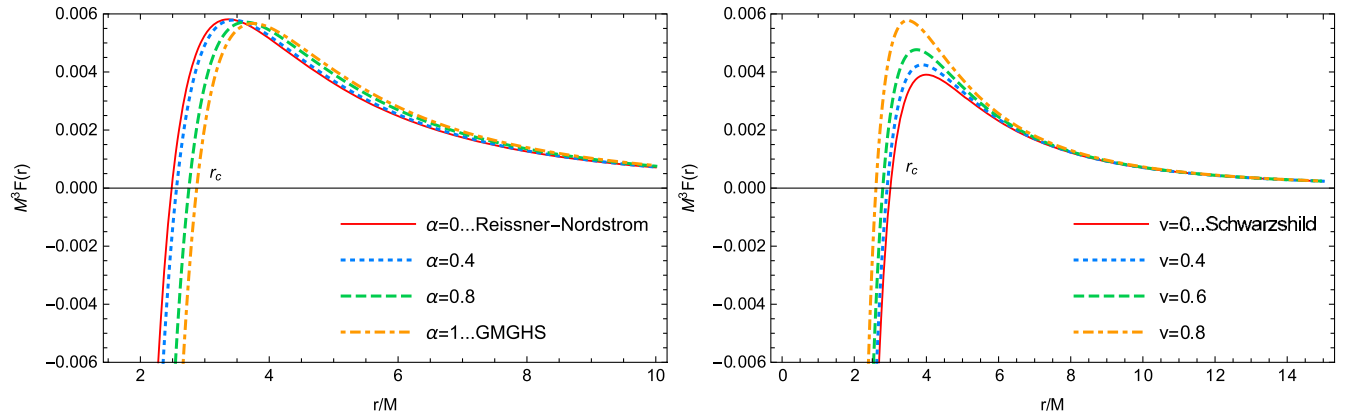 0.006
0.004
0.002
0.000
−0.002
−0.004
−0.006
M³F(r)
r_c
α=0...Reissner−Nordstrom
α=0.4
α=0.8
α=1...GMGHS
2 4 6 8 10
r/M
0.006
0.004
0.002
0.000
−0.002
−0.004
−0.006
M³F(r)
r_c
v=0...Schwarzshild
v=0.4
v=0.6
v=0.8
0 2 4 6 8 10 12 14
r/M